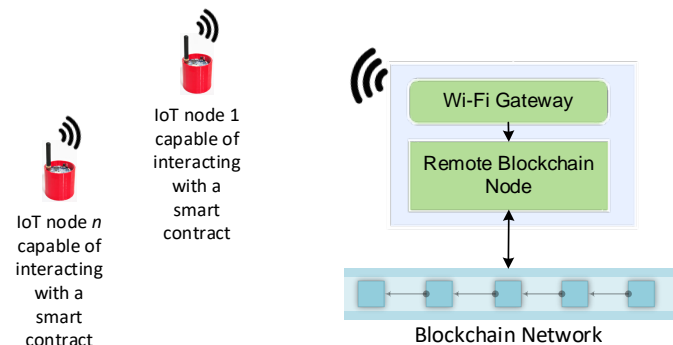 IoT node 1
capable of
interacting
with a
smart
contract
IoT node n
capable of
interacting
with a
smart
contract
Wi-Fi Gateway
Remote Blockchain
Node
Blockchain Network